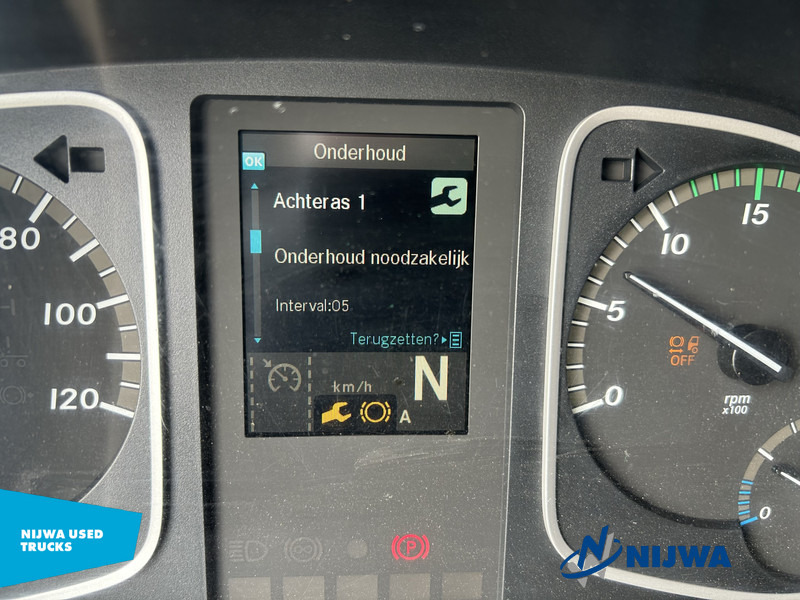 OK
Onderhoud
Achteras 1
Onderhoud noodzakelijk
Interval:05
Terugzetten?
km/h
N
A
80
100
120
0
5
10
15
OFF
rpm
x100
0
P
NIJWA USED
TRUCKS
N NIJWA